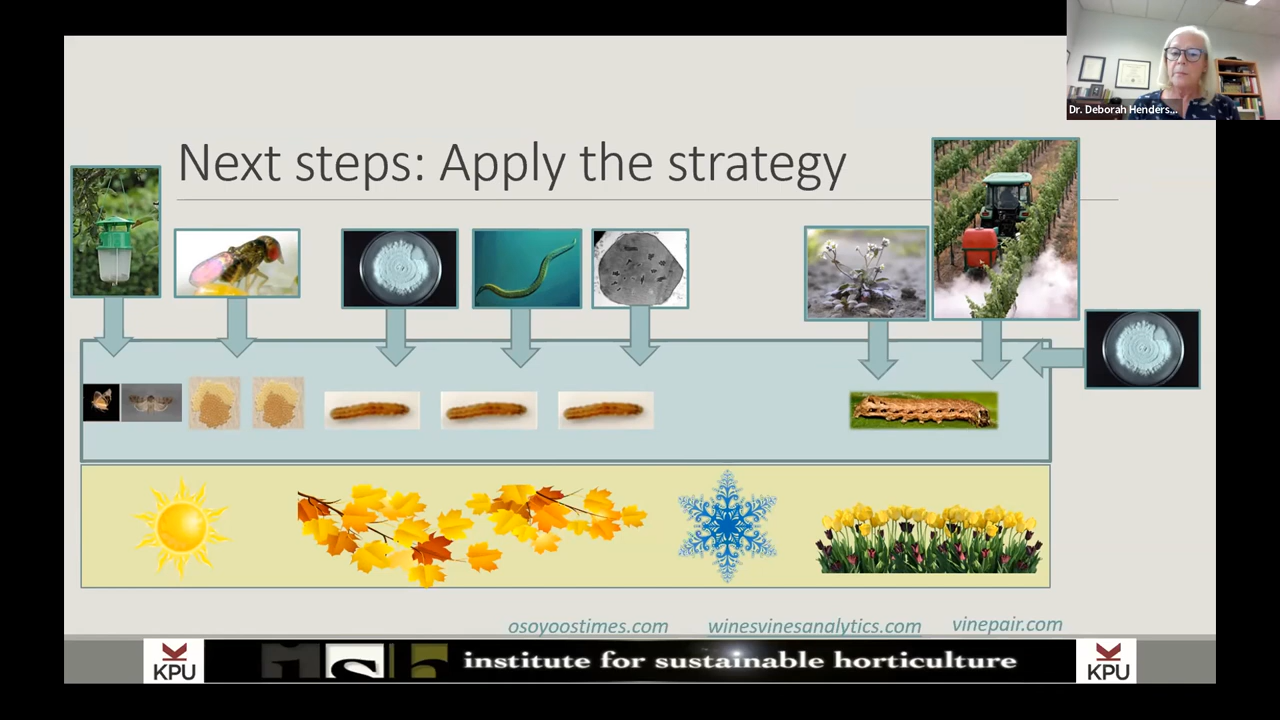 Dr. Deborah Henders...
Next steps: Apply the strategy
osoyoostimes.com winesvinesanalytics.com vinepair.com
KPU ish institute for sustainable horticulture KPU